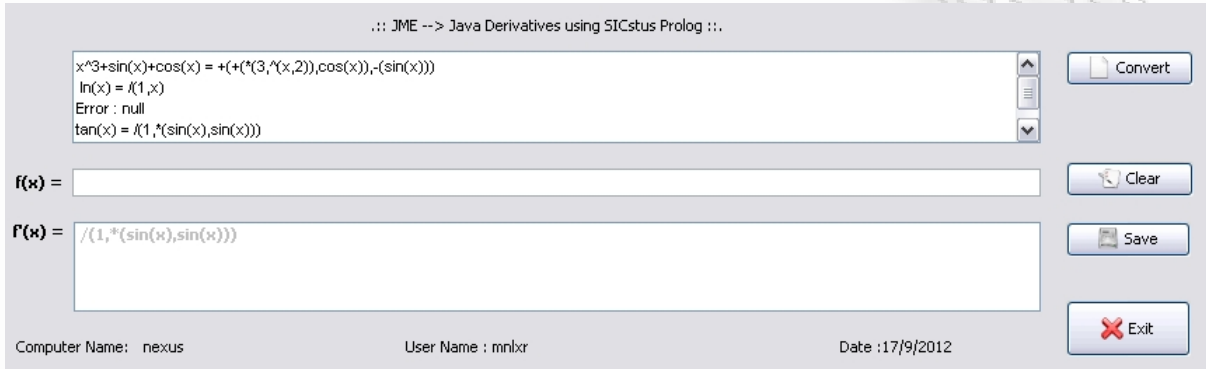 .:: JME --> Java Derivatives using SICstus Prolog ::.
x^3+sin(x)+cos(x) = +(+(*(3,^(x,2)),cos(x)),-(sin(x)))
ln(x) = /(1,x)
Error : null
tan(x) = /(1,*(sin(x),sin(x)))
Convert
f(x) =
Clear
f'(x) =
/(1,*(sin(x),sin(x)))
Save
Exit
Computer Name: nexus
User Name : mnlxr
Date :17/9/2012